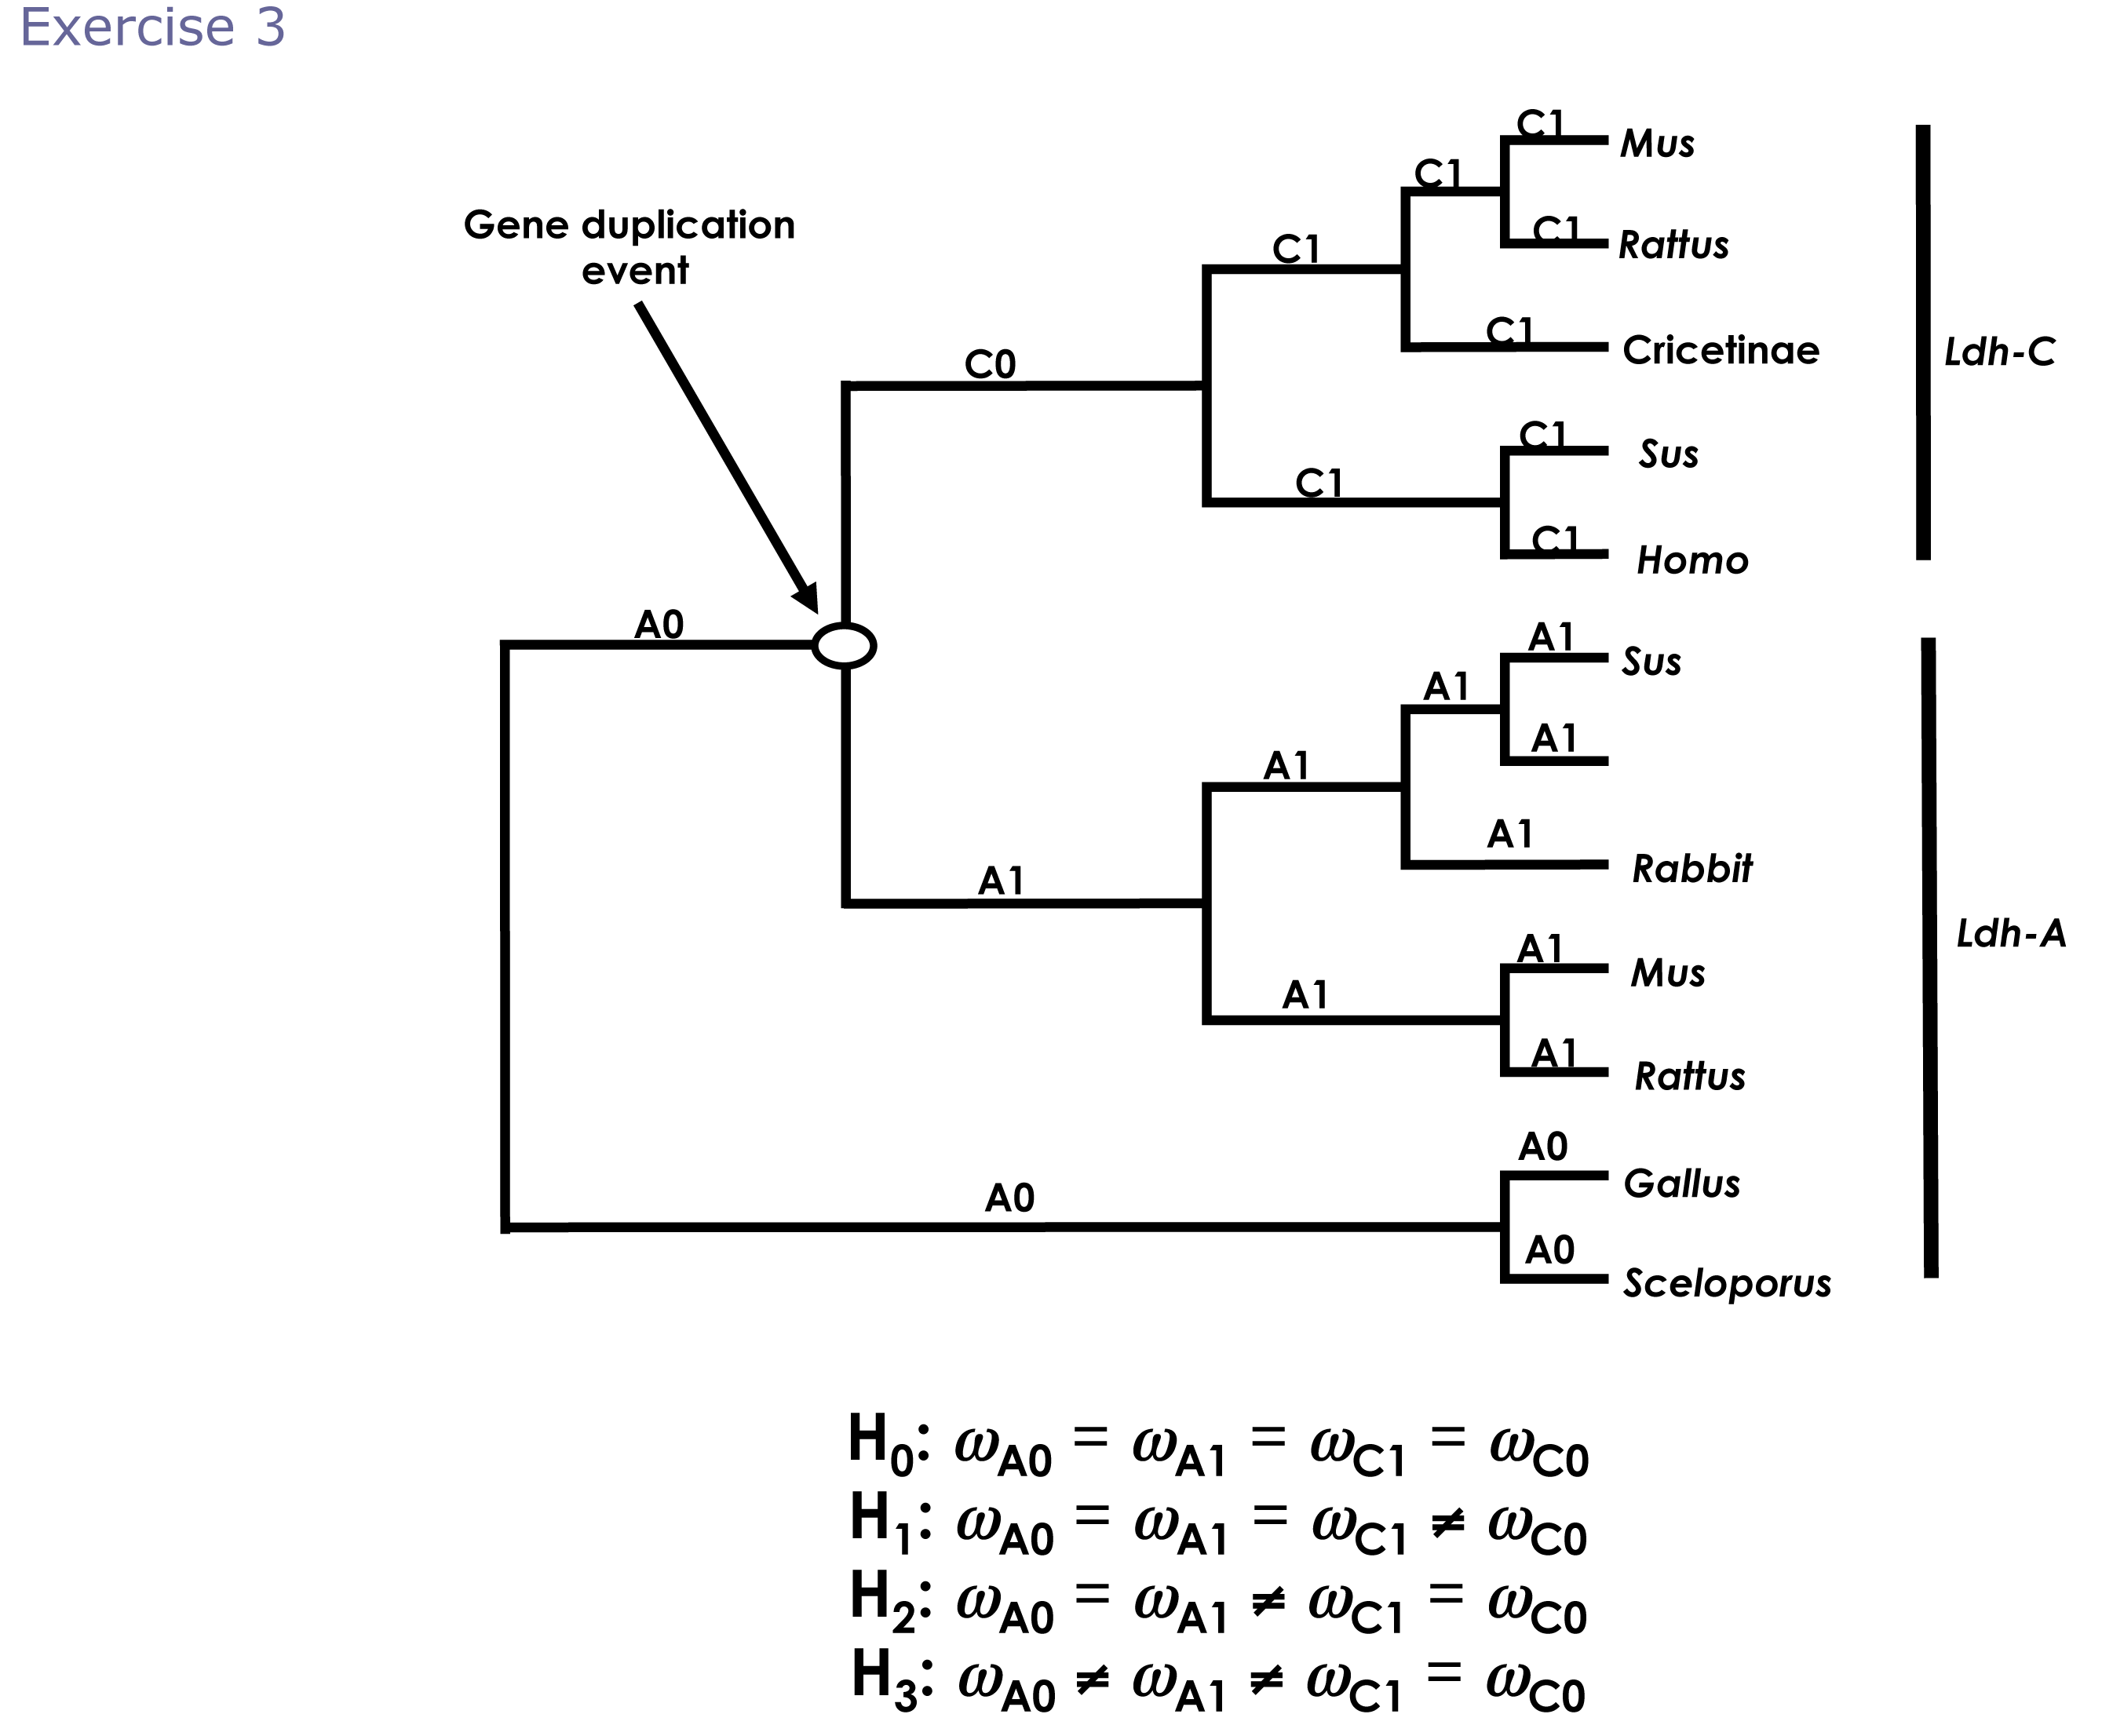 Exercise 3
C1
Mus
C1
Gene duplication
event
C1
Rattus
C1
C1
Cricetinae
Ldh-C
C0
C1
Sus
C1
C1
Homo
A0
A1
Sus
A1
A1
A1
A1
Rabbit
A1
Ldh-A
A1
Mus
A1
A1
Rattus
A0
Gallus
A0
A0
Sceloporus
H₀: ωA0 = ωA1 = ωC1 = ωC0
H₁: ωA0 = ωA1 = ωC1 ≠ ωC0
H₂: ωA0 = ωA1 ≠ ωC1 = ωC0
H₃: ωA0 ≠ ωA1 ≠ ωC1 = ωC0